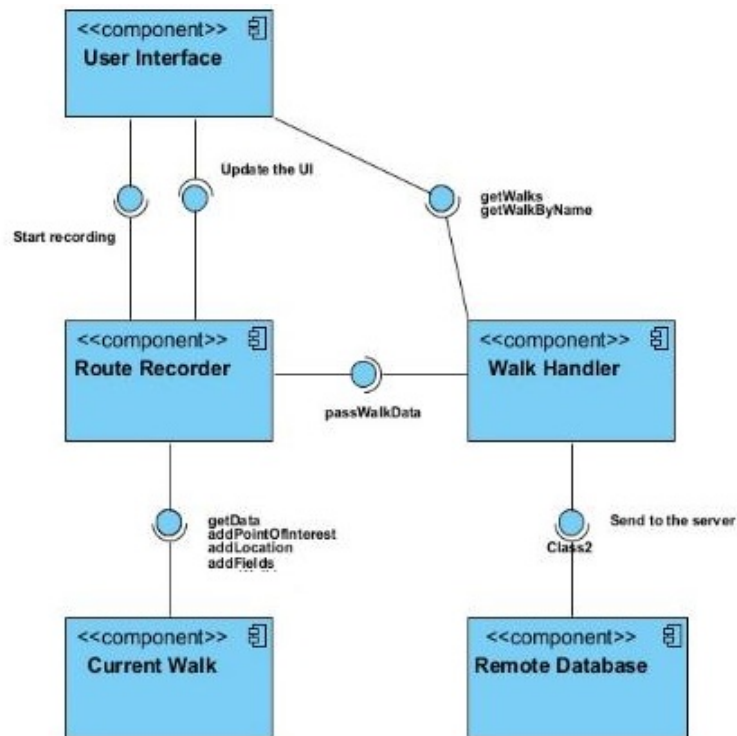 <<component>>
User Interface
Update the UI
getWalks
getWalkByName
Start recording
<<component>>
Route Recorder
<<component>>
Walk Handler
passWalkData
getData
addPointOfInterest
addLocation
addFields
Send to the server
Class2
<<component>>
Current Walk
<<component>>
Remote Database